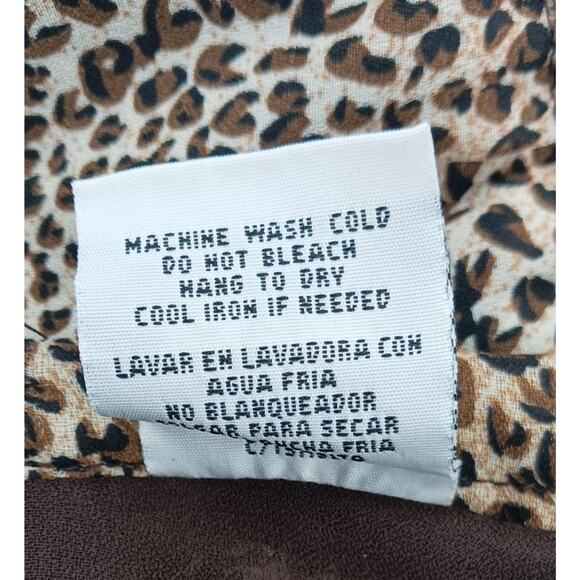 MACHINE WASH COLD
DO NOT BLEACH
HANG TO DRY
COOL IRON IF NEEDED
LAVAR EN LAVADORA CON
AGUA FRIA
NO BLANQUEADOR
PARA SECAR
FRIA